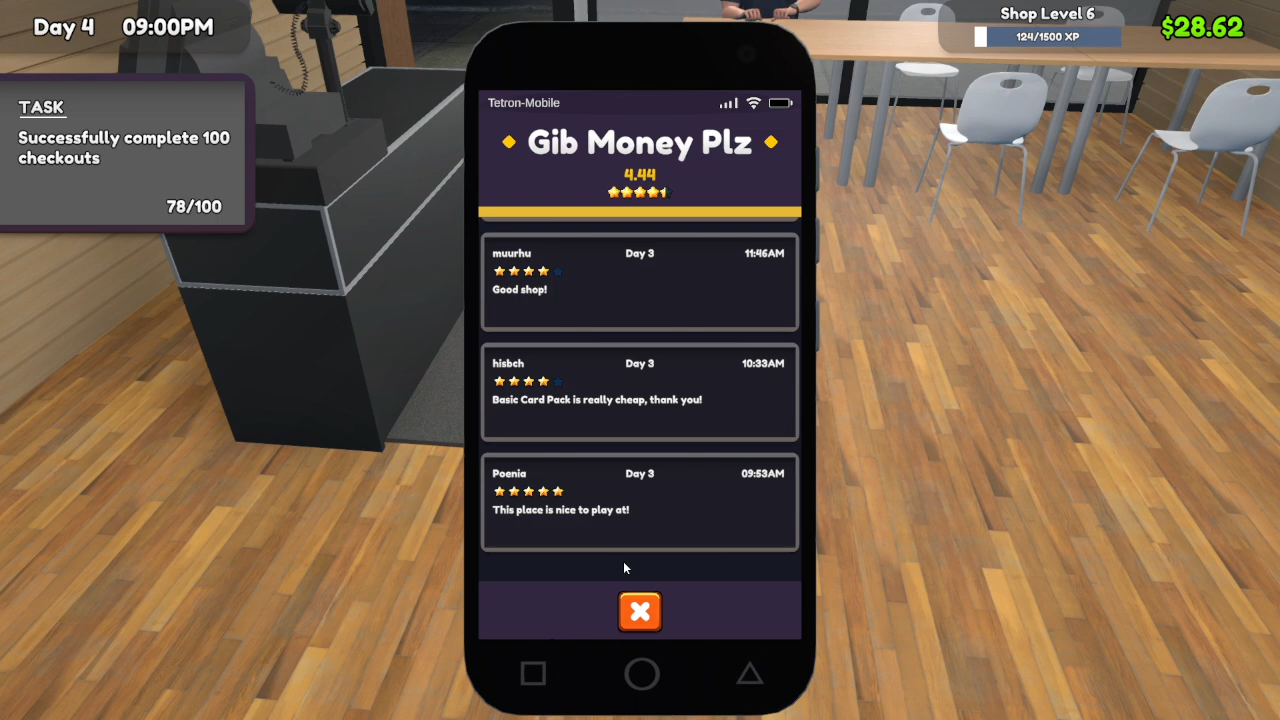 Day 4 09:00PM
Shop Level 6
124/1500 XP
$28.62
TASK
Successfully complete 100
checkouts
78/100
Tetron-Mobile
Gib Money Plz
4.44
muurhu Day 3 11:46AM
Good shop!
hisbch Day 3 10:33AM
Basic Card Pack is really cheap, thank you!
Poenia Day 3 09:53AM
This place is nice to play at!